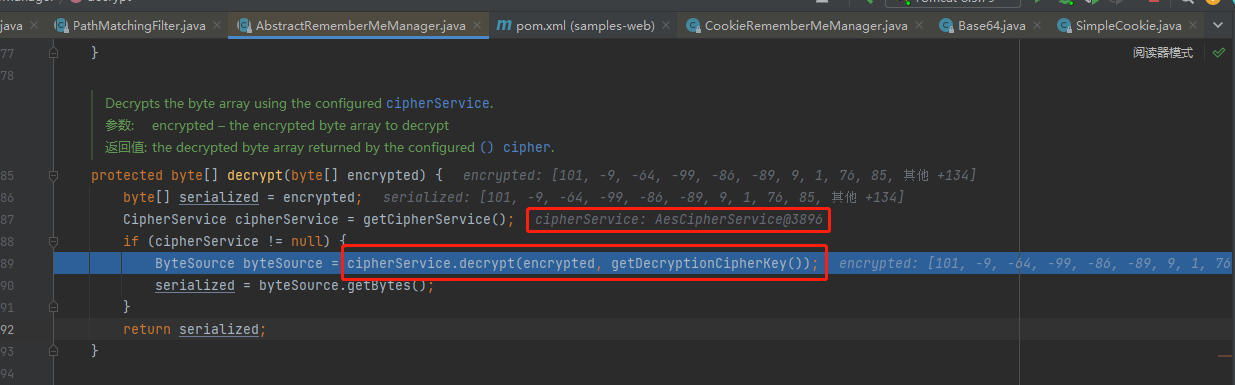 PathMatchingFilter.java AbstractRememberMeManager.java pom.xml (samples-web) CookieRememberMeManager.java Base64.java SimpleCookie.java
77 }
阅读器模式
78
Decrypts the byte array using the configured cipherService.
参数: encrypted – the encrypted byte array to decrypt
返回值: the decrypted byte array returned by the configured () cipher.
85 protected byte[] decrypt(byte[] encrypted) { encrypted: [101, -9, -64, -99, -86, -89, 9, 1, 76, 85, 其他 +134]
86 byte[] serialized = encrypted; serialized: [101, -9, -64, -99, -86, -89, 9, 1, 76, 85, 其他 +134]
87 CipherService cipherService = getCipherService(); cipherService: AesCipherService@3896
88 if (cipherService != null) {
89 ByteSource byteSource = cipherService.decrypt(encrypted, getDecryptionCipherKey()); encrypted: [101, -9, -64, -99, -86, -89, 9, 1, 76
90 serialized = byteSource.getBytes();
91 }
92 return serialized;
93 }
94